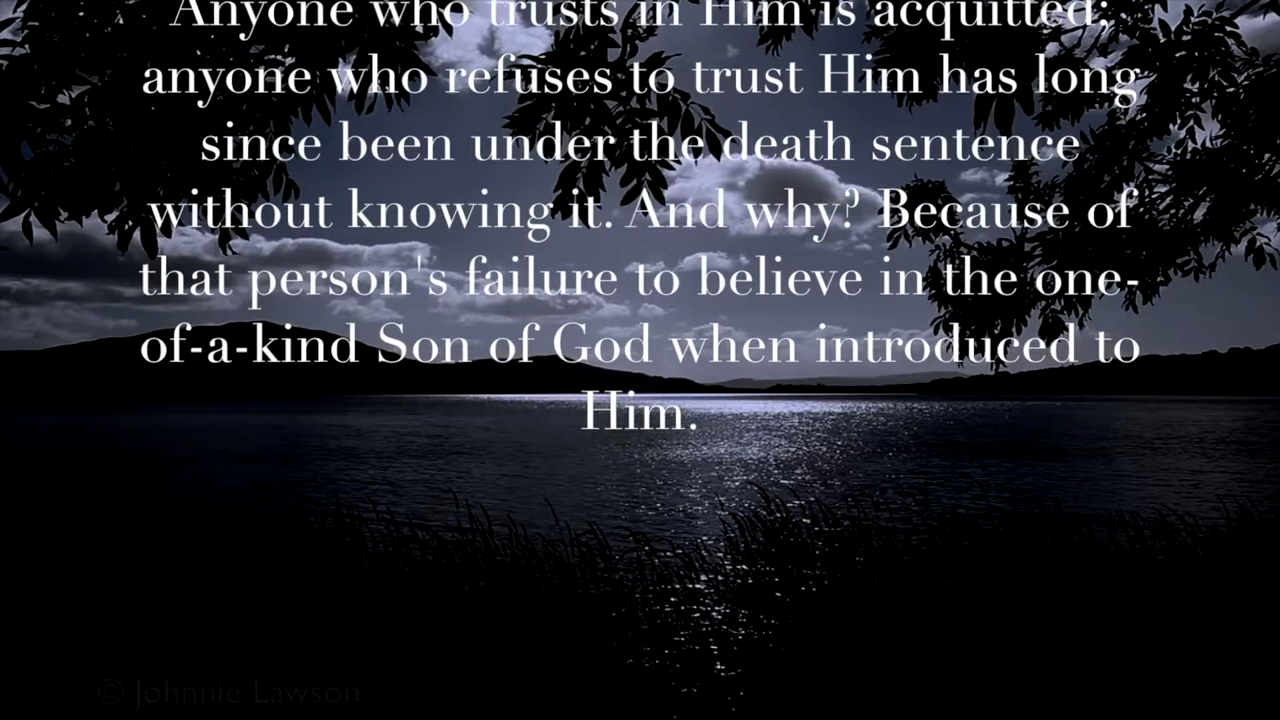 Anyone who trusts in Him is acquitted;
anyone who refuses to trust Him has long
since been under the death sentence
without knowing it. And why? Because of
that person's failure to believe in the one-
of-a-kind Son of God when introduced to
Him.
© Johnnie Lawson